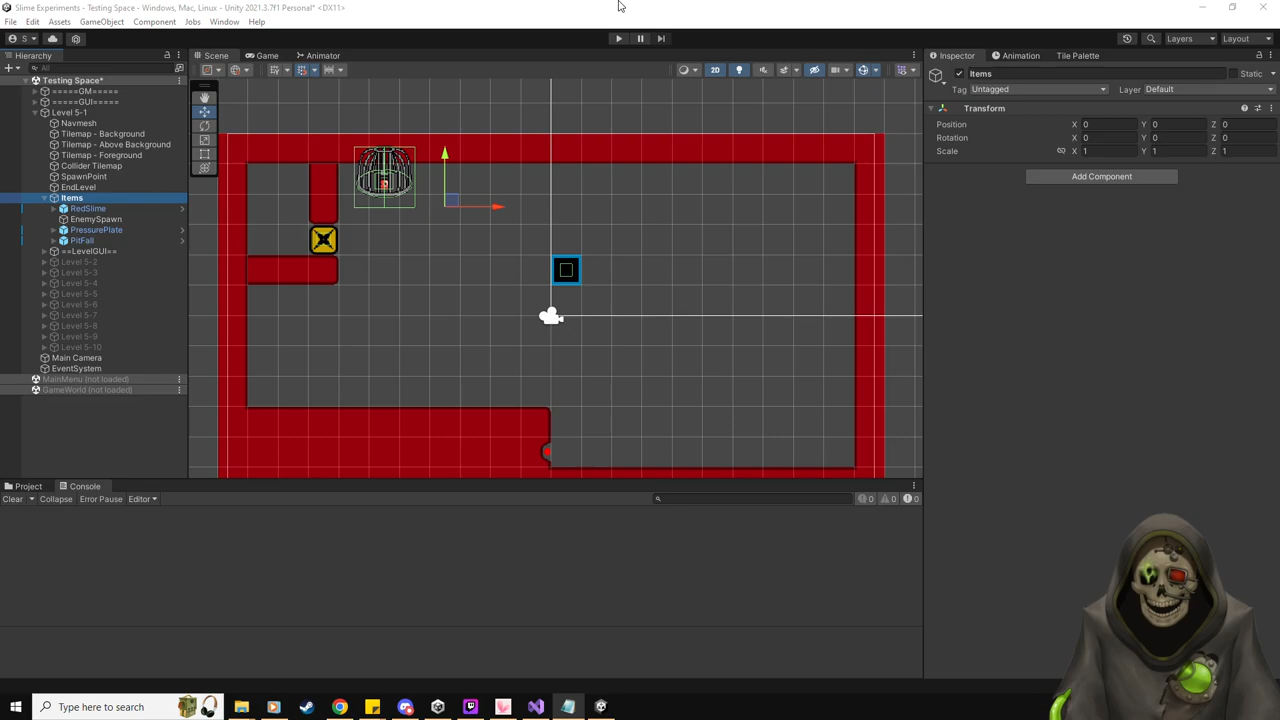 Slime Experiments - Testing Space - Windows, Mac, Linux - Unity 2021.3.7f1 Personal* <DX11>
File Edit Assets GameObject Component Jobs Window Help
S Layers Layout
Hierarchy Scene Game Animator Inspector Animation Tile Palette
All 2D Items Static
Testing Space* Tag Untagged Layer Default
=====GM=====
=====GUI===== Transform
Level 5-1
Navmesh Position X 0 Y 0 Z 0
Tilemap - Background Rotation X 0 Y 0 Z 0
Tilemap - Above Background Scale X 1 Y 1 Z 1
Tilemap - Foreground
Collider Tilemap
SpawnPoint Add Component
EndLevel
Items
RedSlime
EnemySpawn
PressurePlate
PitFall
==LevelGUI==
Level 5-2
Level 5-3
Level 5-4
Level 5-5
Level 5-6
Level 5-7
Level 5-8
Level 5-9
Level 5-10
Main Camera
EventSystem
MainMenu (not loaded)
GameWorld (not loaded)
Project Console
Clear Collapse Error Pause Editor 0 0 0
Type here to search